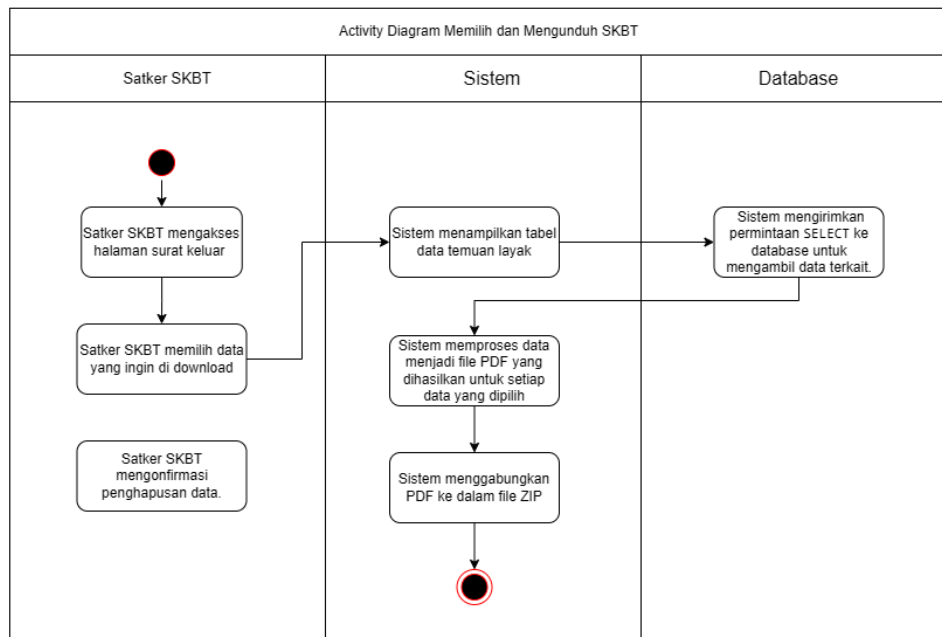 Activity Diagram Memilih dan Mengunduh SKBT
Satker SKBT
Sistem
Database
Satker SKBT mengakses
halaman surat keluar
Sistem menampilkan tabel
data temuan layak
Sistem mengirimkan
permintaan SELECT ke
database untuk
mengambil data terkait.
Satker SKBT memilih data
yang ingin di download
Sistem memproses data
menjadi file PDF yang
dihasilkan untuk setiap
data yang dipilih
Satker SKBT
mengonfirmasi
penghapusan data.
Sistem menggabungkan
PDF ke dalam file ZIP